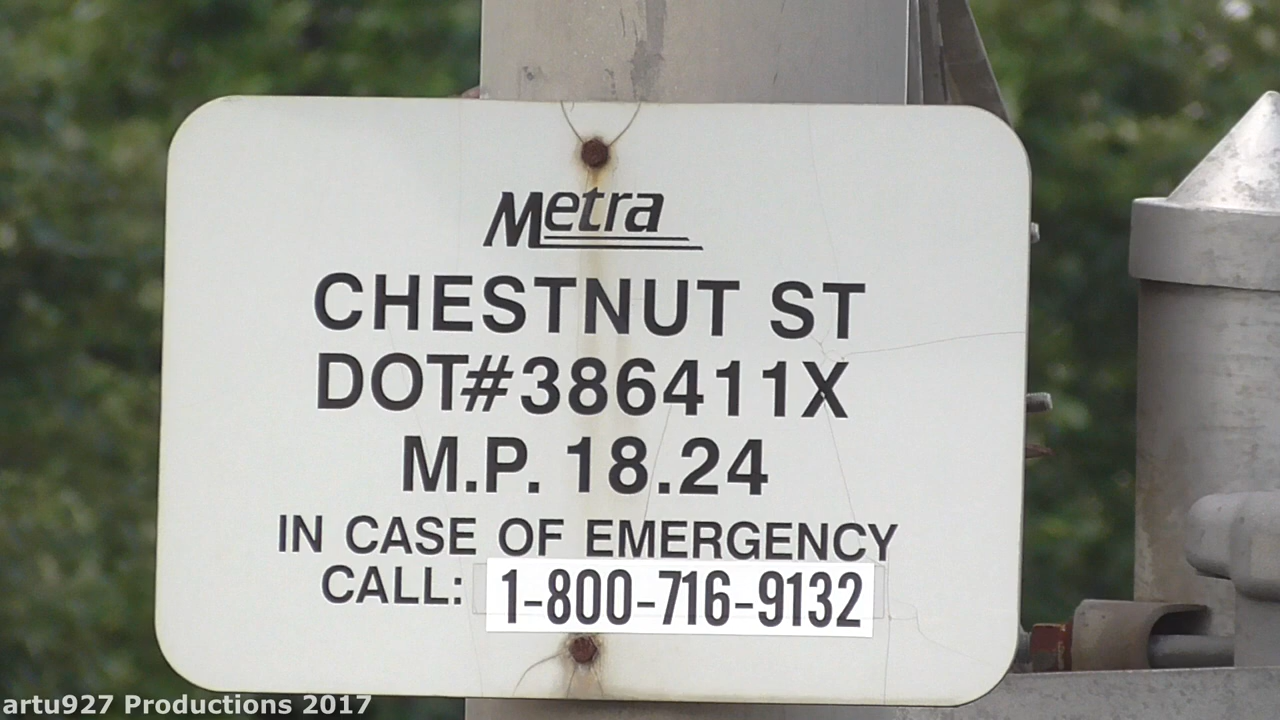 Metra
CHESTNUT ST
DOT#386411X
M.P. 18.24
IN CASE OF EMERGENCY
CALL: 1-800-716-9132
artu927 Productions 2017